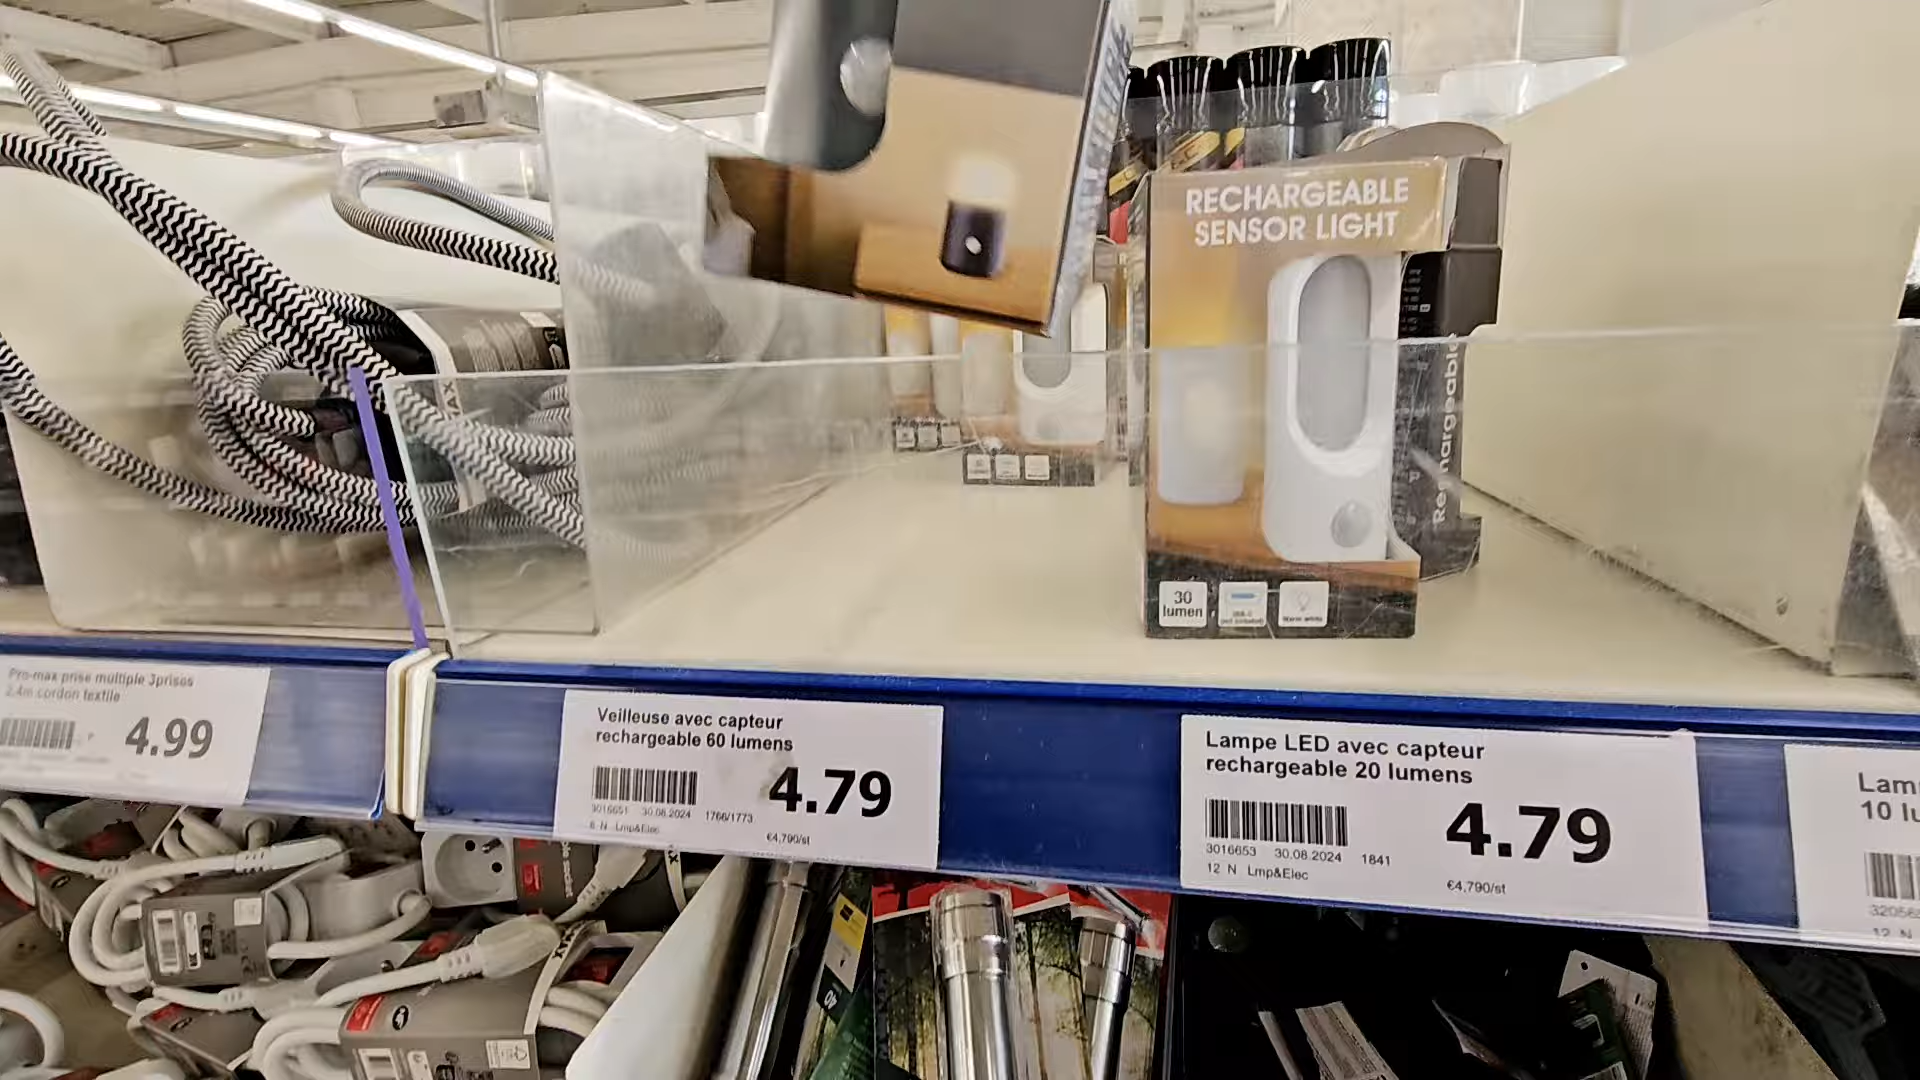 RECHARGEABLE
SENSOR LIGHT
Rechargeable
30
lumen
Warm white
Pro-max prise multiple 3prises
2.4m cordon textile
4.99
Veilleuse avec capteur
rechargeable 60 lumens
4.79
3016651 30.08.2024 1766/1773
6 N Lmp&Elec
€4,790/st
Lampe LED avec capteur
rechargeable 20 lumens
4.79
3016653 30.08.2024 1841
12 N Lmp&Elec
€4,790/st
10 lu
12 N